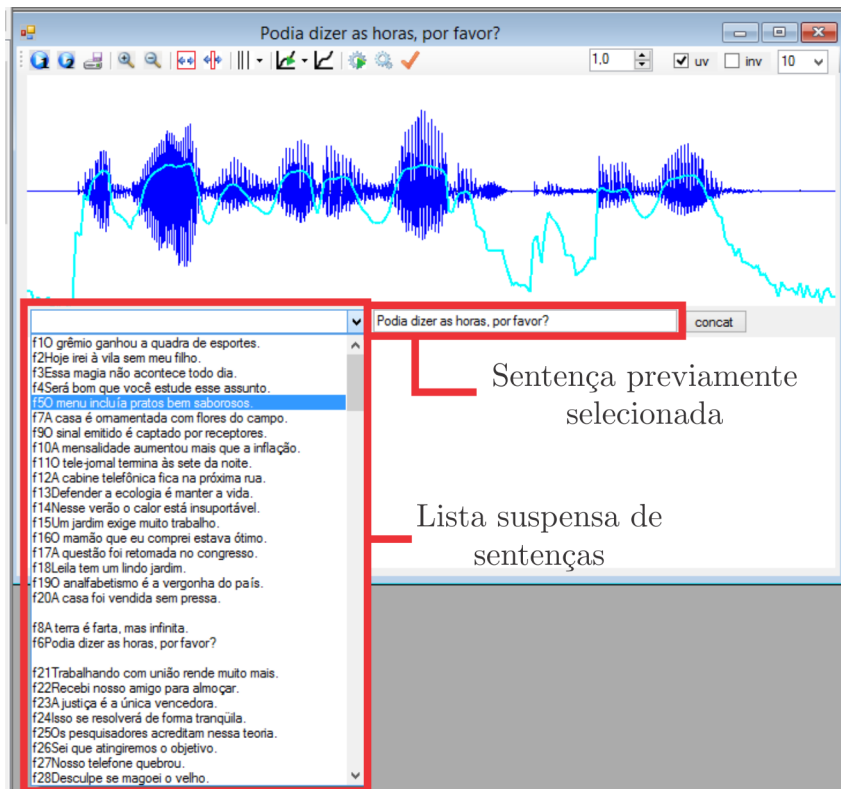 Podia dizer as horas, por favor?
1,0
uv
inv
10
Podia dizer as horas, por favor?
concat
Sentença previamente
selecionada
Lista suspensa de
sentenças
f1O grêmio ganhou a quadra de esportes.
f2Hoje irei à vila sem meu filho.
f3Essa magia não acontece todo dia.
f4Será bom que você estude esse assunto.
f5O menu incluía pratos bem saborosos.
f7A casa é ornamentada com flores do campo.
f9O sinal emitido é captado por receptores.
f10A mensalidade aumentou mais que a inflação.
f11O tele-jornal termina às sete da noite.
f12A cabine telefônica fica na próxima rua.
f13Defender a ecologia é manter a vida.
f14Nesse verão o calor está insuportável.
f15Um jardim exige muito trabalho.
f16O mamão que eu comprei estava ótimo.
f17A questão foi retomada no congresso.
f18Leila tem um lindo jardim.
f19O analfabetismo é a vergonha do país.
f20A casa foi vendida sem pressa.
f8A terra é farta, mas infinita.
f6Podia dizer as horas, por favor?
f21Trabalhando com união rende muito mais.
f22Recebi nosso amigo para almoçar.
f23A justiça é a única vencedora.
f24Isso se resolverá de forma tranqüila.
f25Os pesquisadores acreditam nessa teoria.
f26Sei que atingiremos o objetivo.
f27Nosso telefone quebrou.
f28Desculpe se magoei o velho.